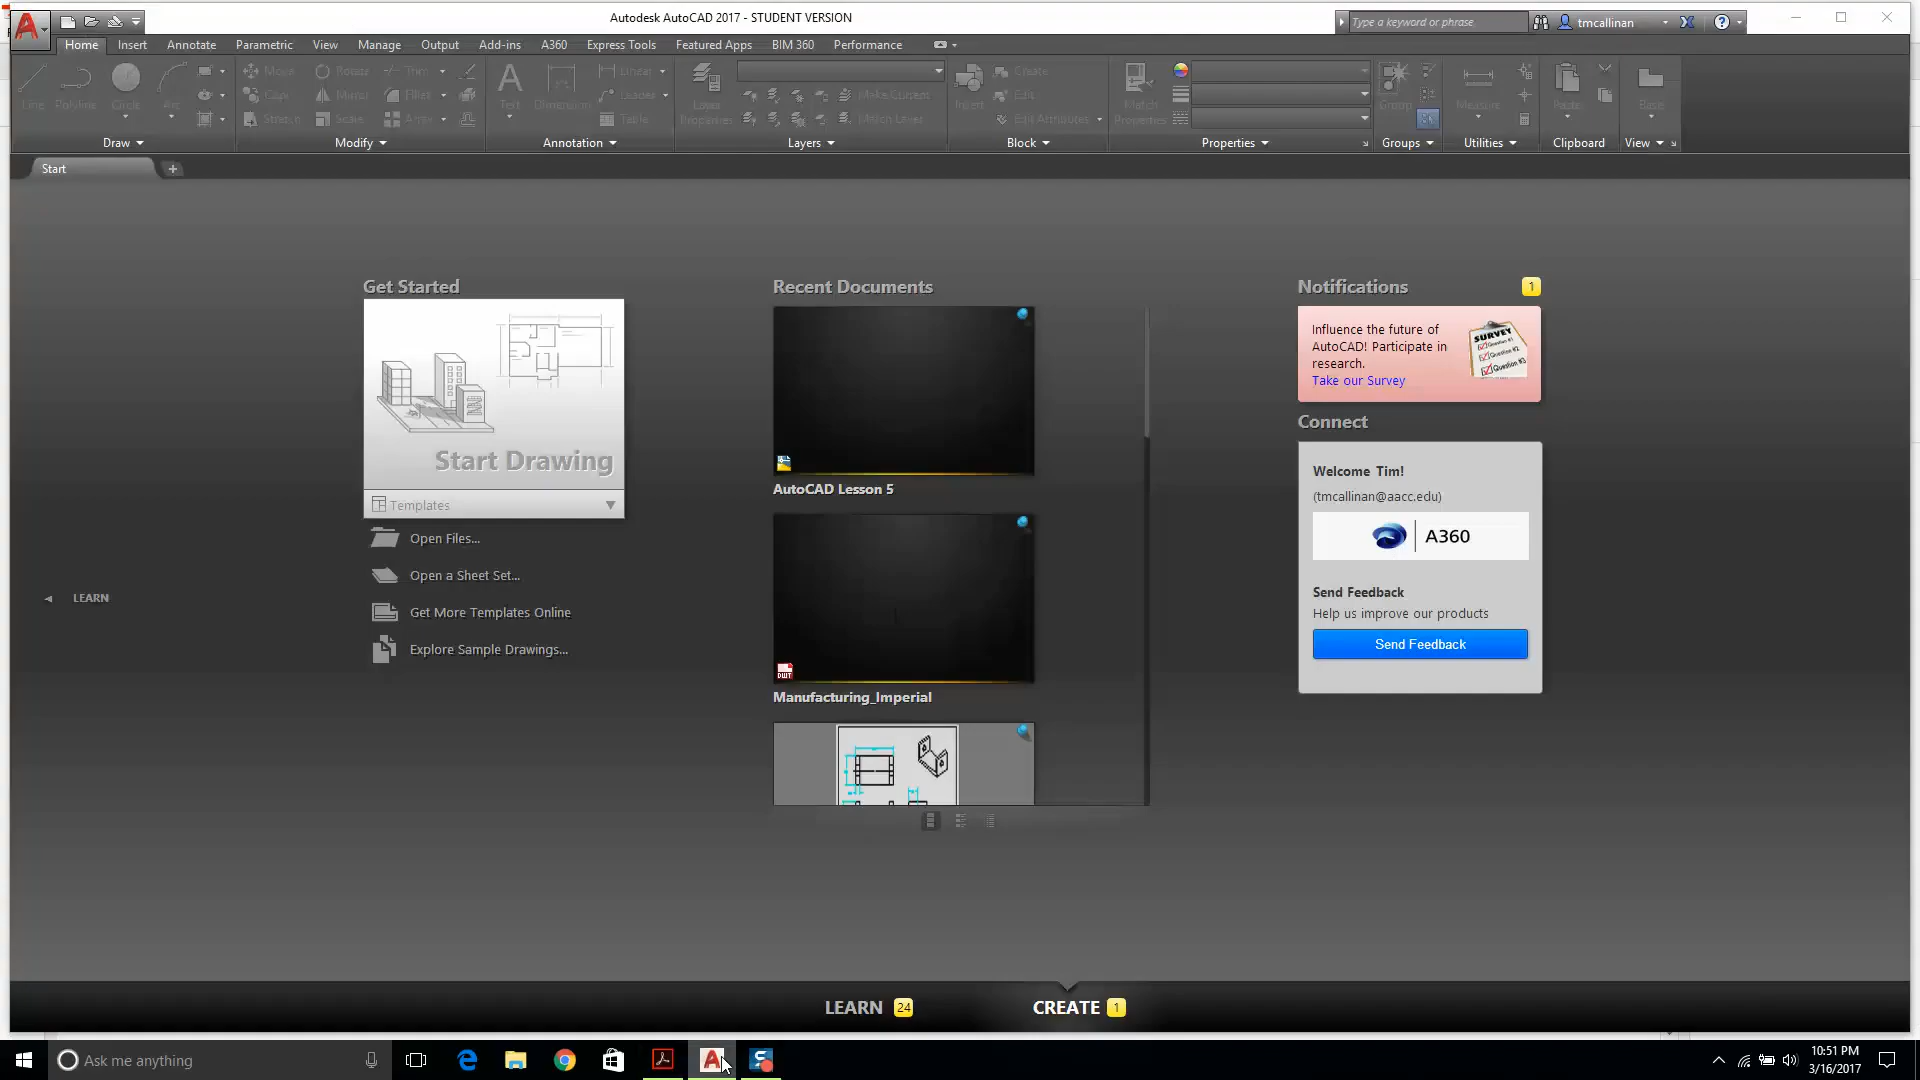 Autodesk AutoCAD 2017 - STUDENT VERSION
Type a keyword or phrase
tmcallinan
Home Insert Annotate Parametric View Manage Output Add-ins A360 Express Tools Featured Apps BIM 360 Performance
Line Polyline Circle Arc
Move Rotate Trim
Copy Mirror Fillet
Stretch Scale Array
Text Dimension
Linear
Leader
Table
Layer Properties
Make Current
Match Layer
Insert
Create
Edit
Edit Attributes
Match Properties
Group
Measure
Paste
Base
Draw Modify Annotation Layers Block Properties Groups Utilities Clipboard View
Start
Get Started
Start Drawing
Templates
Open Files...
Open a Sheet Set...
Get More Templates Online
Explore Sample Drawings...
LEARN
Recent Documents
AutoCAD Lesson 5
DWT
Manufacturing_Imperial
Notifications 1
Influence the future of
AutoCAD! Participate in
research.
Take our Survey
SURVEY
Question #1
Question #2
Question #3
Connect
Welcome Tim!
(tmcallinan@aacc.edu)
A360
Send Feedback
Help us improve our products
Send Feedback
LEARN 24
CREATE 1
Ask me anything
10:51 PM
3/16/2017